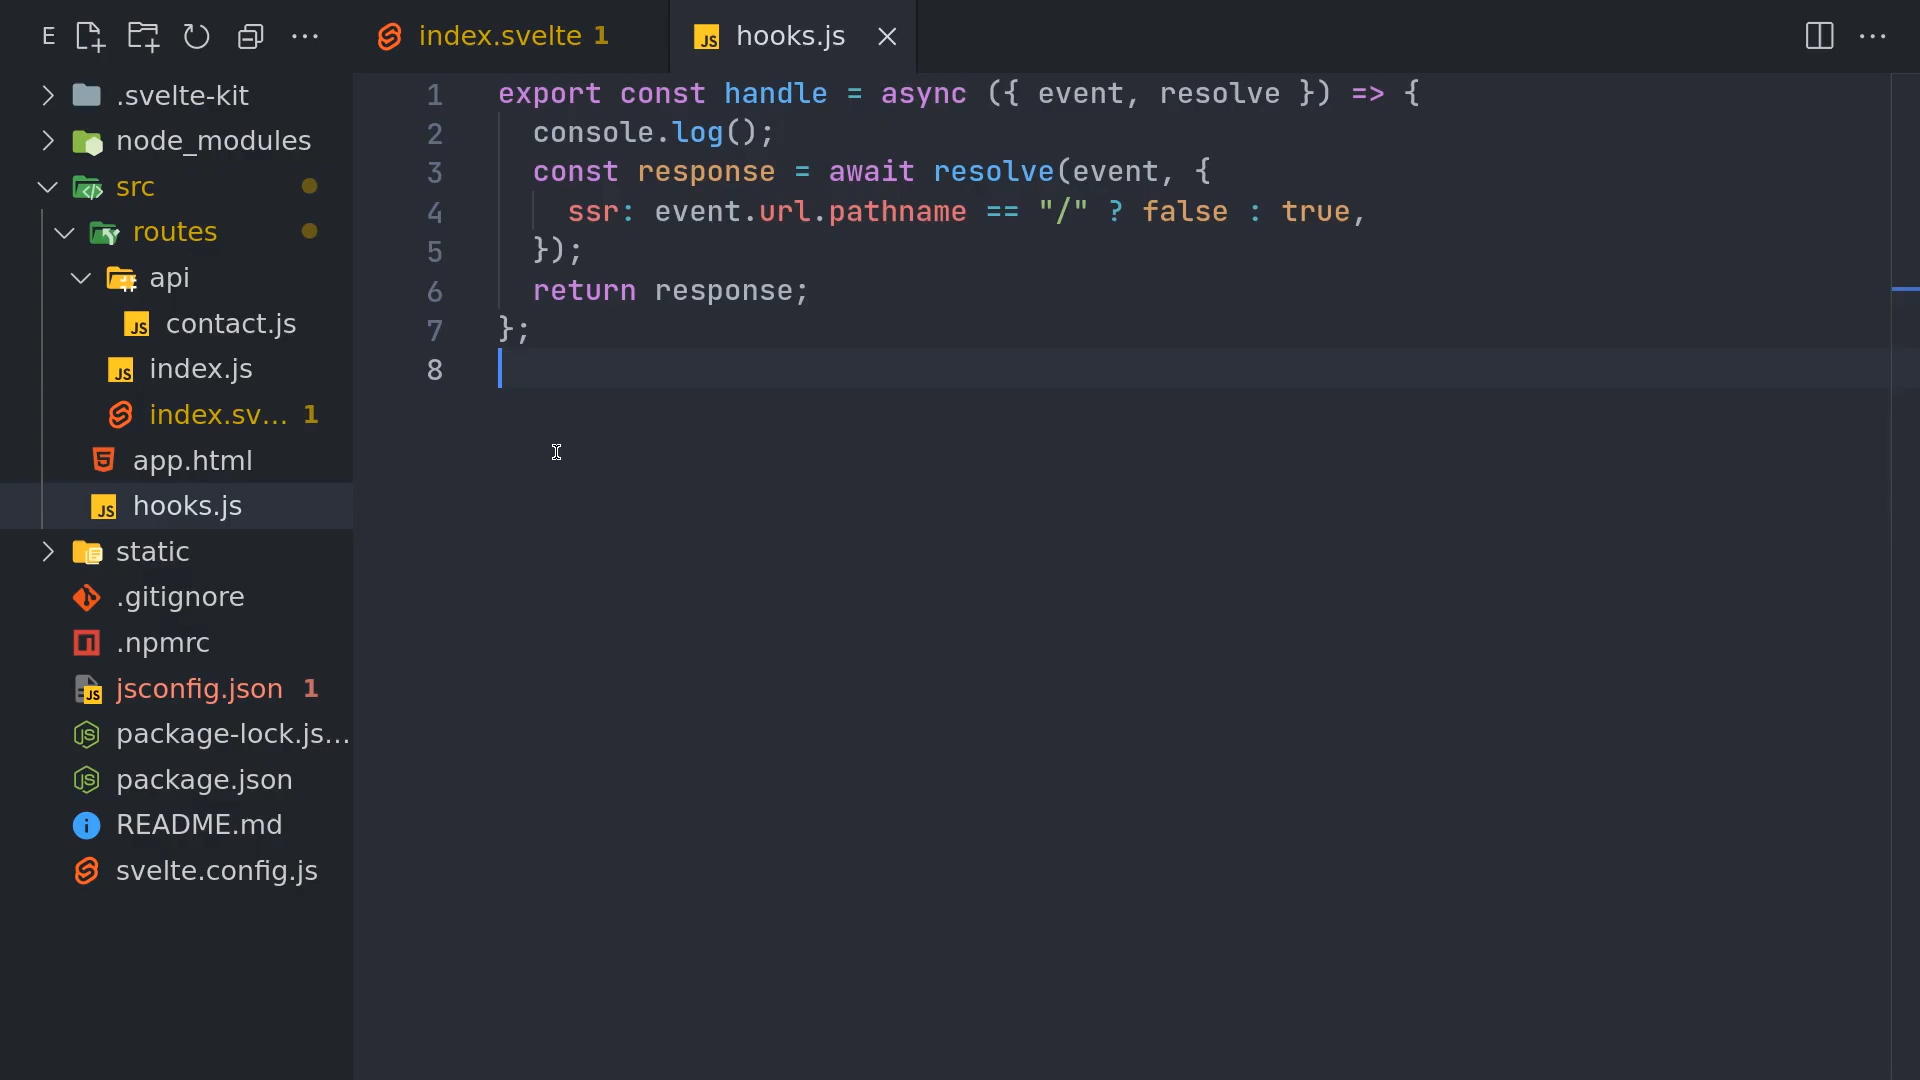 E
index.svelte 1
hooks.js
.svelte-kit
node_modules
src
routes
api
contact.js
index.js
index.sv... 1
app.html
hooks.js
static
.gitignore
.npmrc
jsconfig.json 1
package-lock.js...
package.json
README.md
svelte.config.js
1 export const handle = async ({ event, resolve }) => {
2   console.log();
3   const response = await resolve(event, {
4     ssr: event.url.pathname == "/" ? false : true,
5   });
6   return response;
7 };
8